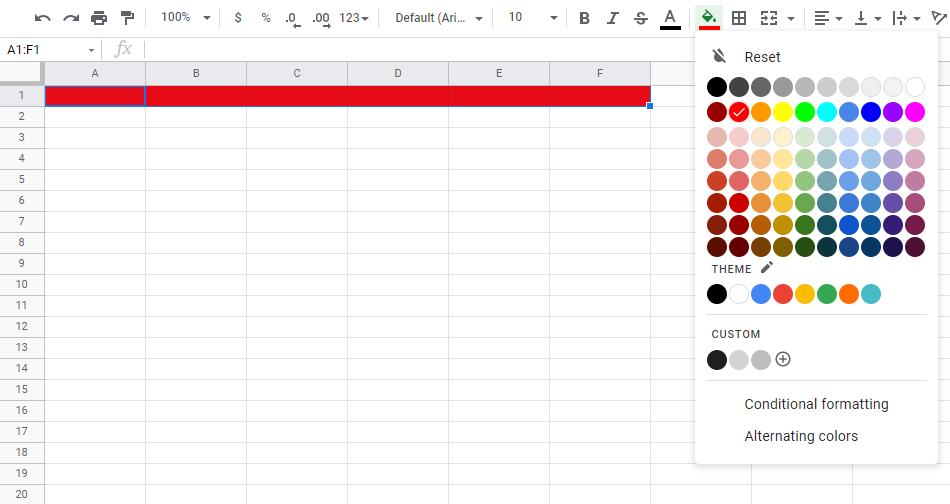 100% $ % .0 .00 123 Default (Ari... 10 B I S A
A1:F1 fx
A B C D E F
1
2
3
4
5
6
7
8
9
10
11
12
13
14
15
16
17
18
19
20
Reset
THEME
CUSTOM
Conditional formatting
Alternating colors